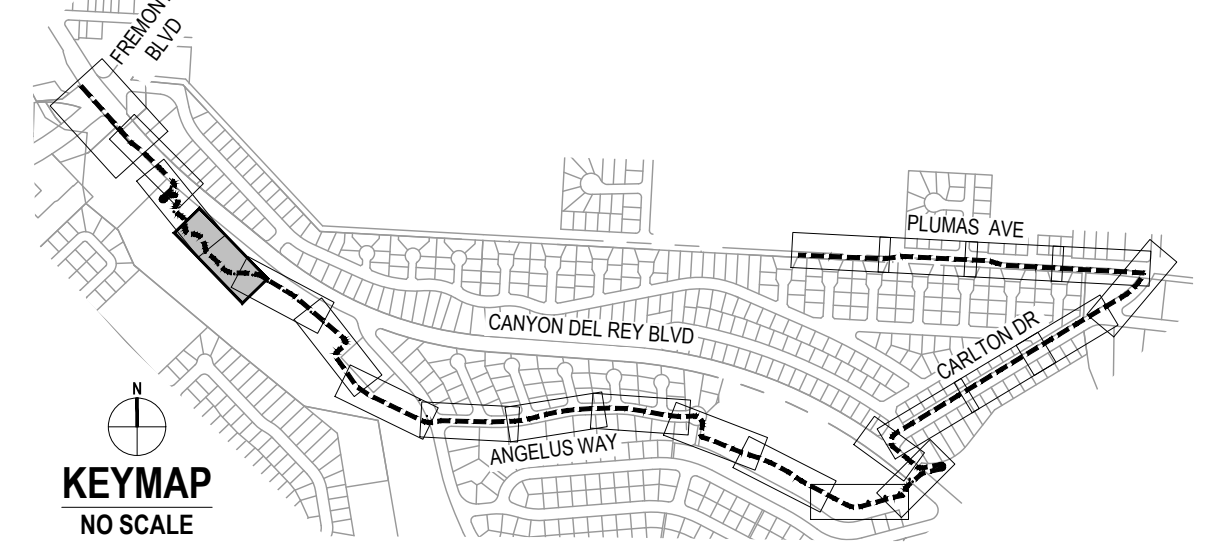 FREMONT
BLVD
PLUMAS AVE
CANYON DEL REY BLVD
CARLTON DR
ANGELUS WAY
N
KEYMAP
NO SCALE